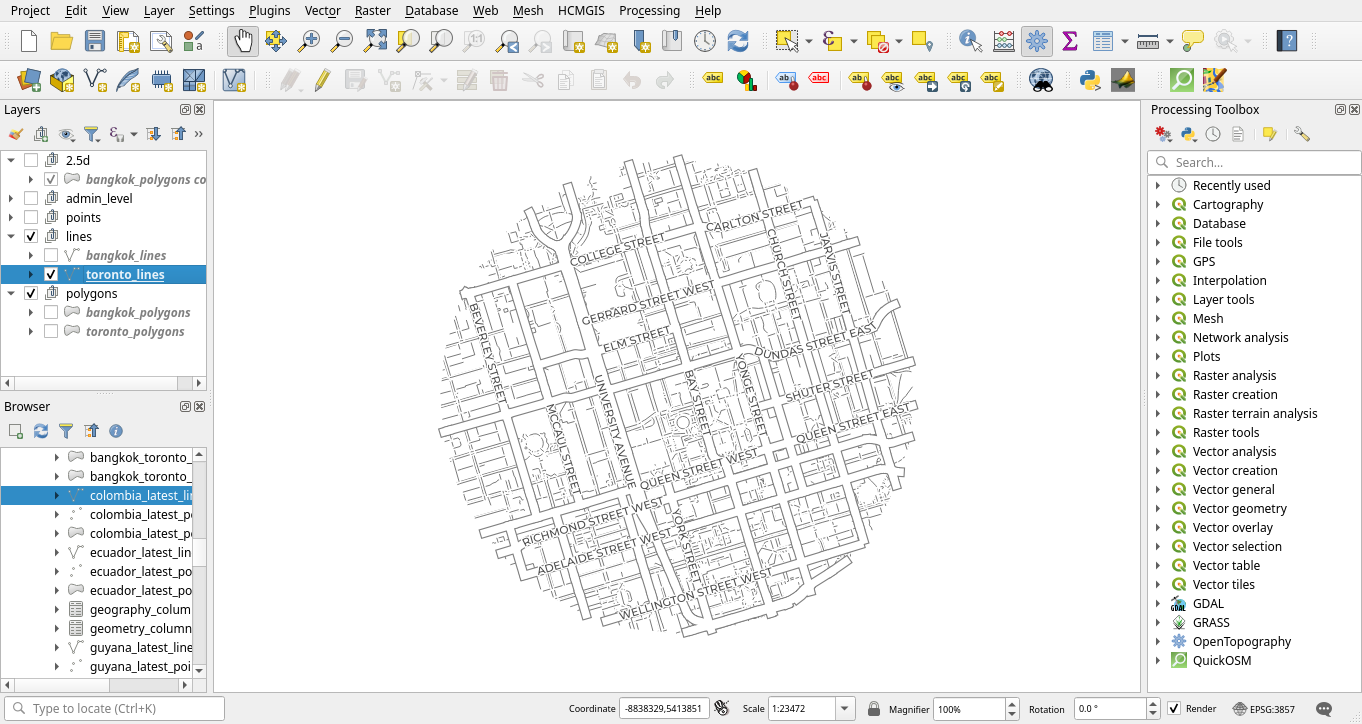 Project Edit View Layer Settings Plugins Vector Raster Database Web Mesh HCMGIS Processing Help
abc abc abc
Layers
2.5d
bangkok_polygons co
admin_level
points
lines
bangkok_lines
toronto_lines
polygons
bangkok_polygons
toronto_polygons
Browser
bangkok_toronto_
bangkok_toronto_
colombia_latest_li
colombia_latest_p
colombia_latest_p
ecuador_latest_lin
ecuador_latest_po
ecuador_latest_po
geography_colum
geometry_column
guyana_latest_line
guyana_latest_poi
CARLTON STREET
COLLEGE STREET
CHURCH STREET
JARVIS STREET
GERRARD STREET WEST
BEVERLEY STREET
ELM STREET
DUNDAS STREET EAST
YONGE STREET
BAY STREET
SHUTER STREET
UNIVERSITY AVENUE
MCCAUL STREET
QUEEN STREET EAST
QUEEN STREET WEST
RICHMOND STREET WEST
YORK STREET
ADELAIDE STREET WEST
WELLINGTON STREET WEST
Processing Toolbox
Search...
Recently used
Cartography
Database
File tools
GPS
Interpolation
Layer tools
Mesh
Network analysis
Plots
Raster analysis
Raster creation
Raster terrain analysis
Raster tools
Vector analysis
Vector creation
Vector general
Vector geometry
Vector overlay
Vector selection
Vector table
Vector tiles
GDAL
GRASS
OpenTopography
QuickOSM
Type to locate (Ctrl+K)
Coordinate -8838329,5413851 Scale 1:23472 Magnifier 100% Rotation 0.0 ° Render EPSG:3857